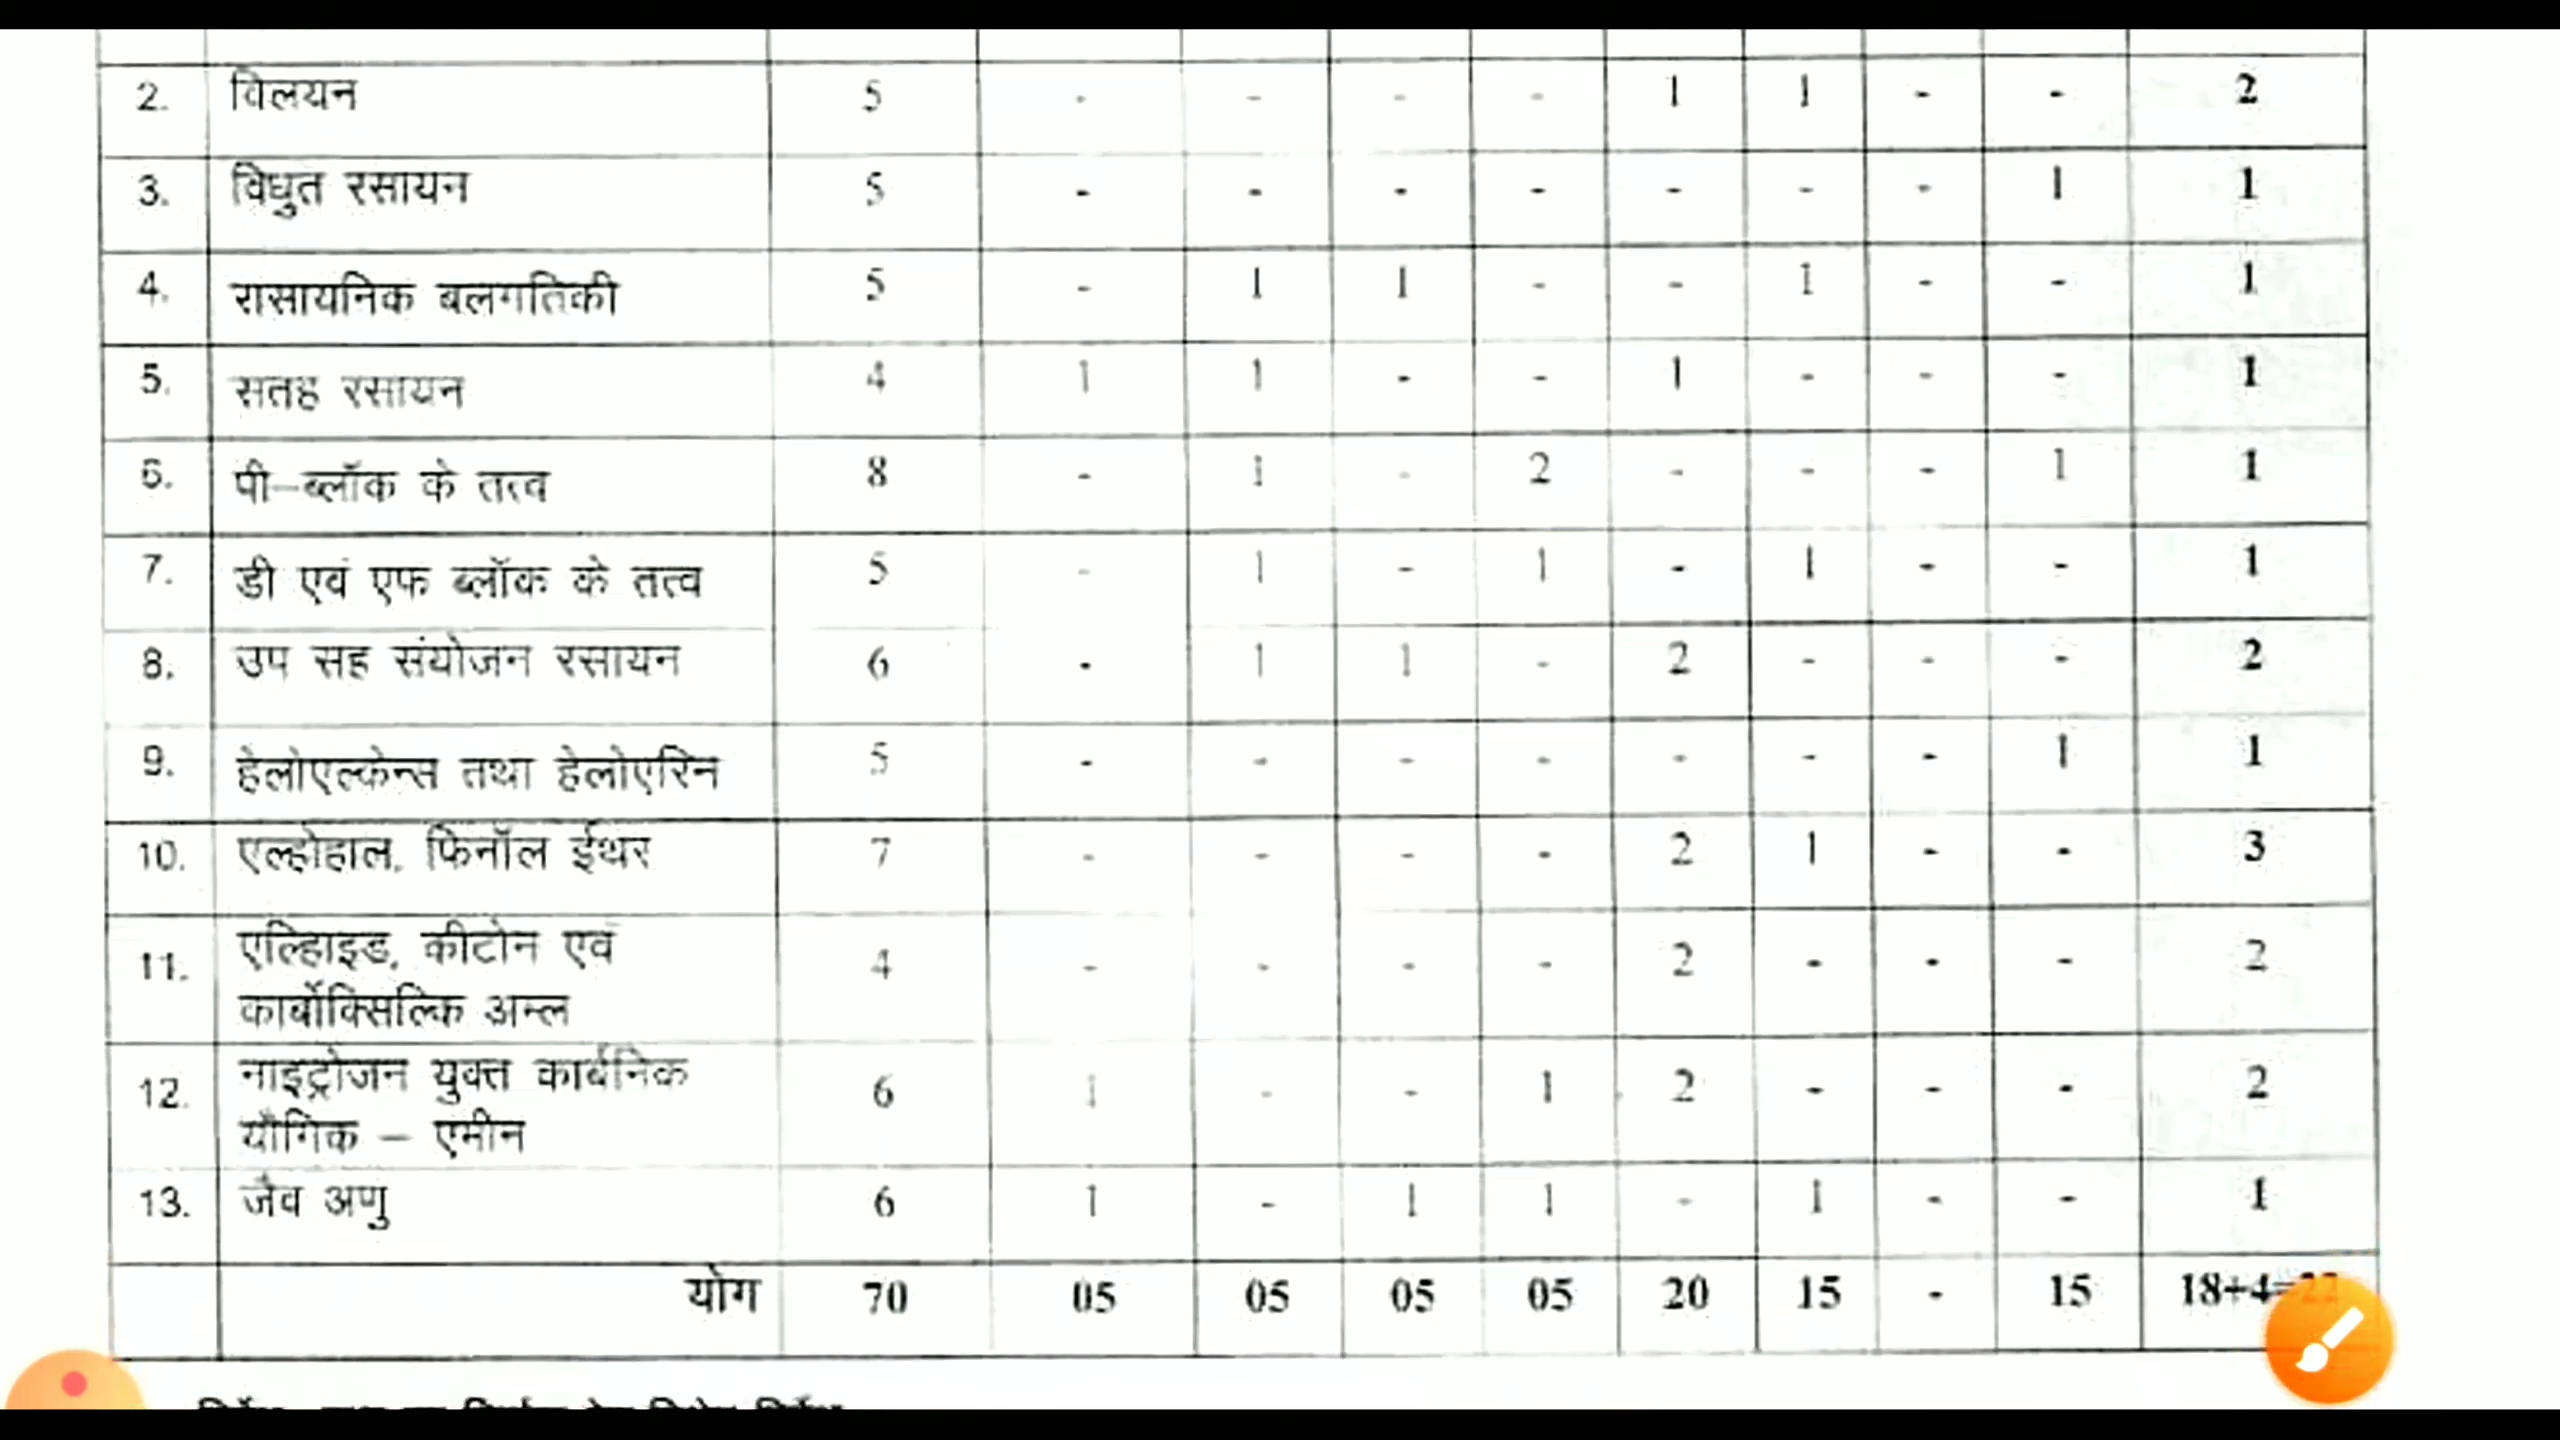 2. विलयन 5 - - - - 1 1 - - 2
3. विधुत रसायन 5 - - - - - - - 1 1
4. रासायनिक बलगतिकी 5 - 1 1 - - 1 - - 1
5. सतह रसायन 4 1 1 - - 1 - - - 1
6. पी-ब्लॉक के तत्व 8 - 1 - 2 - - - 1 1
7. डी एवं एफ ब्लॉक के तत्व 5 - 1 - 1 - 1 - - 1
8. उप सह संयोजन रसायन 6 - 1 1 - 2 - - - 2
9. हेलोएल्केन्स तथा हेलोएरिन 5 - - - - - - - 1 1
10. एल्होहाल, फिनॉल ईथर 7 - - - - 2 1 - - 3
11. एल्हिाइड, कीटोन एवं
कार्बोक्सिल्कि अम्ल 4 - - - - 2 - - - 2
12. नाइट्रोजन युक्त कार्बनिक
यौगिक – एमीन 6 1 - - 1 2 - - - 2
13. जैव अणु 6 1 - 1 1 - 1 - - 1
योग 70 05 05 05 05 20 15 - 15 18+4=22